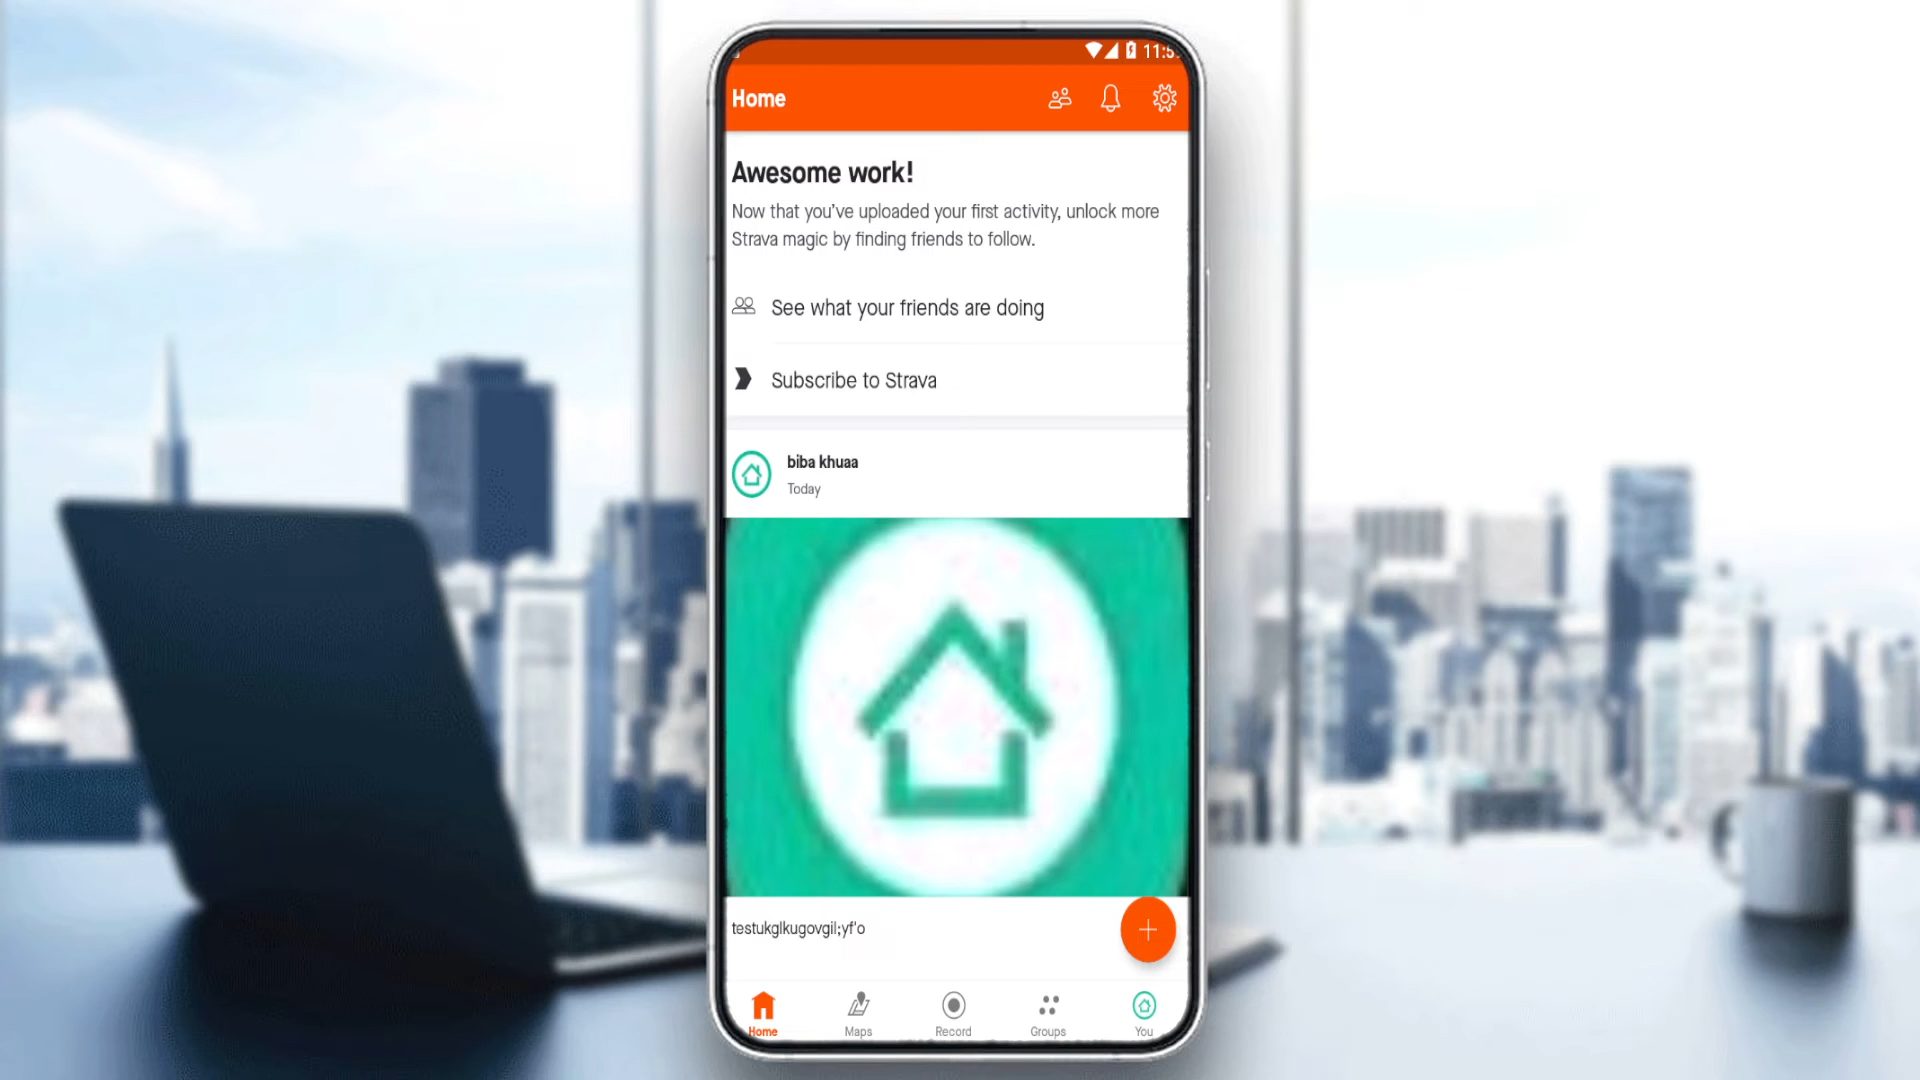 Home
Awesome work!
Now that you've uploaded your first activity, unlock more
Strava magic by finding friends to follow.
See what your friends are doing
Subscribe to Strava
biba khuaa
Today
testukglkugovgil;yf'o
Home
Maps
Record
Groups
You